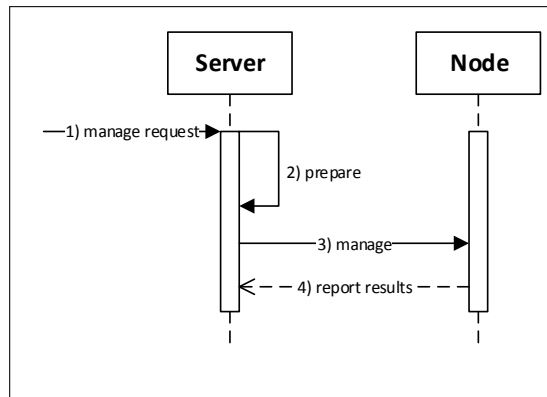 Server
Node
1) manage request
2) prepare
3) manage
4) report results